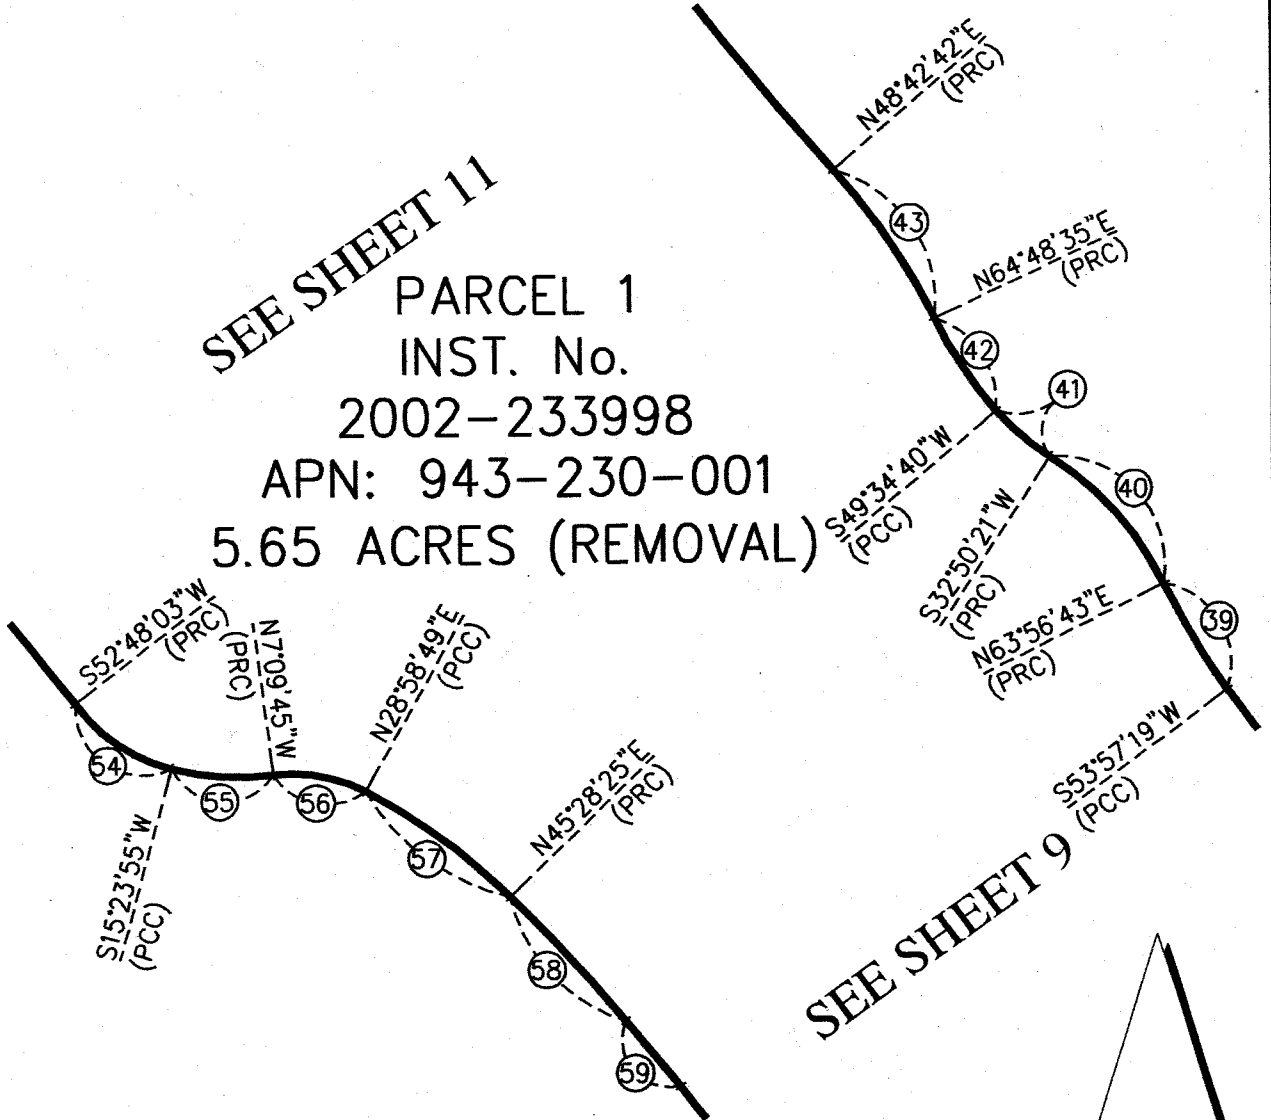 N48°42'42"E
(PRC)
43
N64°48'35"E
(PRC)
42
41
SEE SHEET 11
PARCEL 1
INST. No.
2002-233998
APN: 943-230-001
5.65 ACRES (REMOVAL)
S49°34'40"W
(PCC)
40
S32°50'21"W
(PRC)
39
N63°56'43"E
(PRC)
S53°57'19"W
(PCC)
S52°48'03"W
(PRC)
N7°09'45"W
(PRC)
N28°58'49"E
(PCC)
54
55
56
S15°23'55"W
(PCC)
57
N45°28'25"E
(PRC)
58
59
SEE SHEET 9